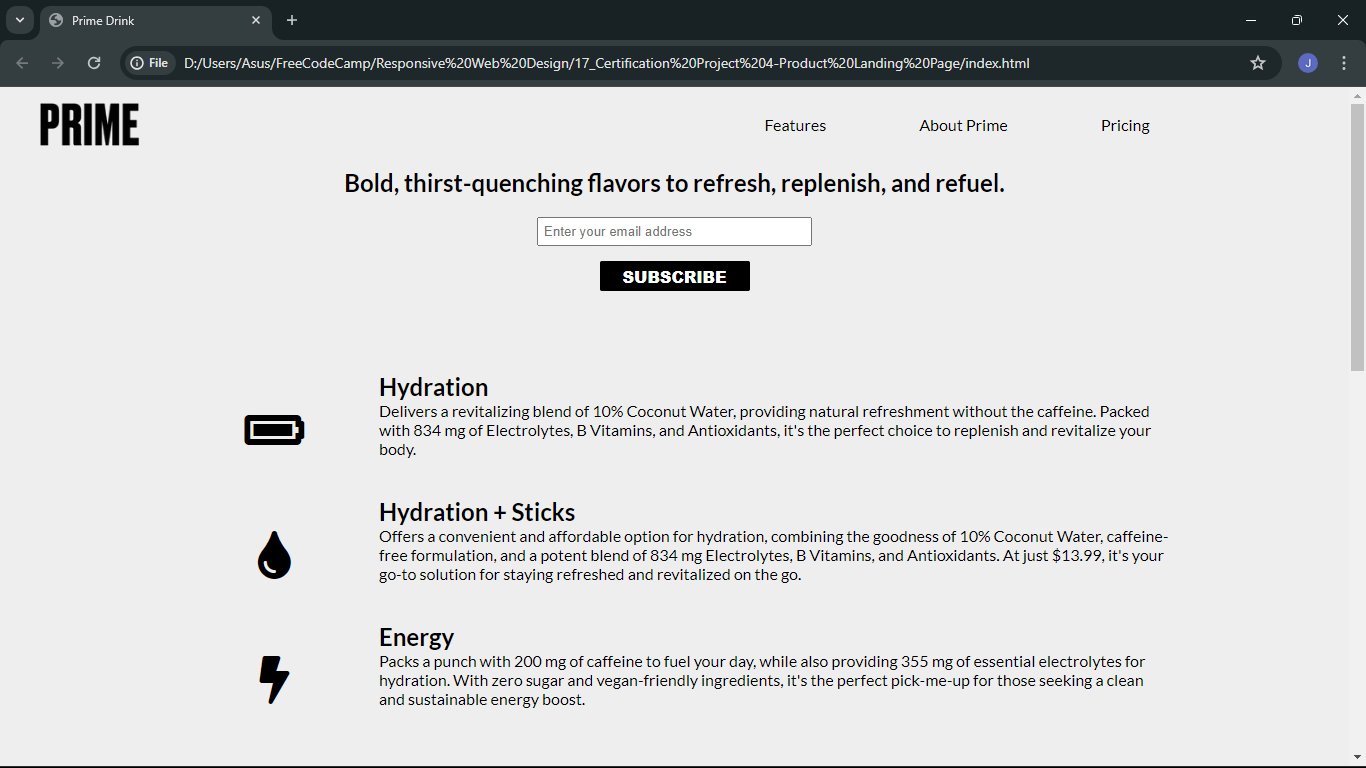 Prime Drink
File
D:/Users/Asus/FreeCodeCamp/Responsive%20Web%20Design/17_Certification%20Project%204-Product%20Landing%20Page/index.html
J
PRIME
Features
About Prime
Pricing
Bold, thirst-quenching flavors to refresh, replenish, and refuel.
Enter your email address
SUBSCRIBE
Hydration
Delivers a revitalizing blend of 10% Coconut Water, providing natural refreshment without the caffeine. Packed
with 834 mg of Electrolytes, B Vitamins, and Antioxidants, it's the perfect choice to replenish and revitalize your
body.
Hydration + Sticks
Offers a convenient and affordable option for hydration, combining the goodness of 10% Coconut Water, caffeine-
free formulation, and a potent blend of 834 mg Electrolytes, B Vitamins, and Antioxidants. At just $13.99, it's your
go-to solution for staying refreshed and revitalized on the go.
Energy
Packs a punch with 200 mg of caffeine to fuel your day, while also providing 355 mg of essential electrolytes for
hydration. With zero sugar and vegan-friendly ingredients, it's the perfect pick-me-up for those seeking a clean
and sustainable energy boost.